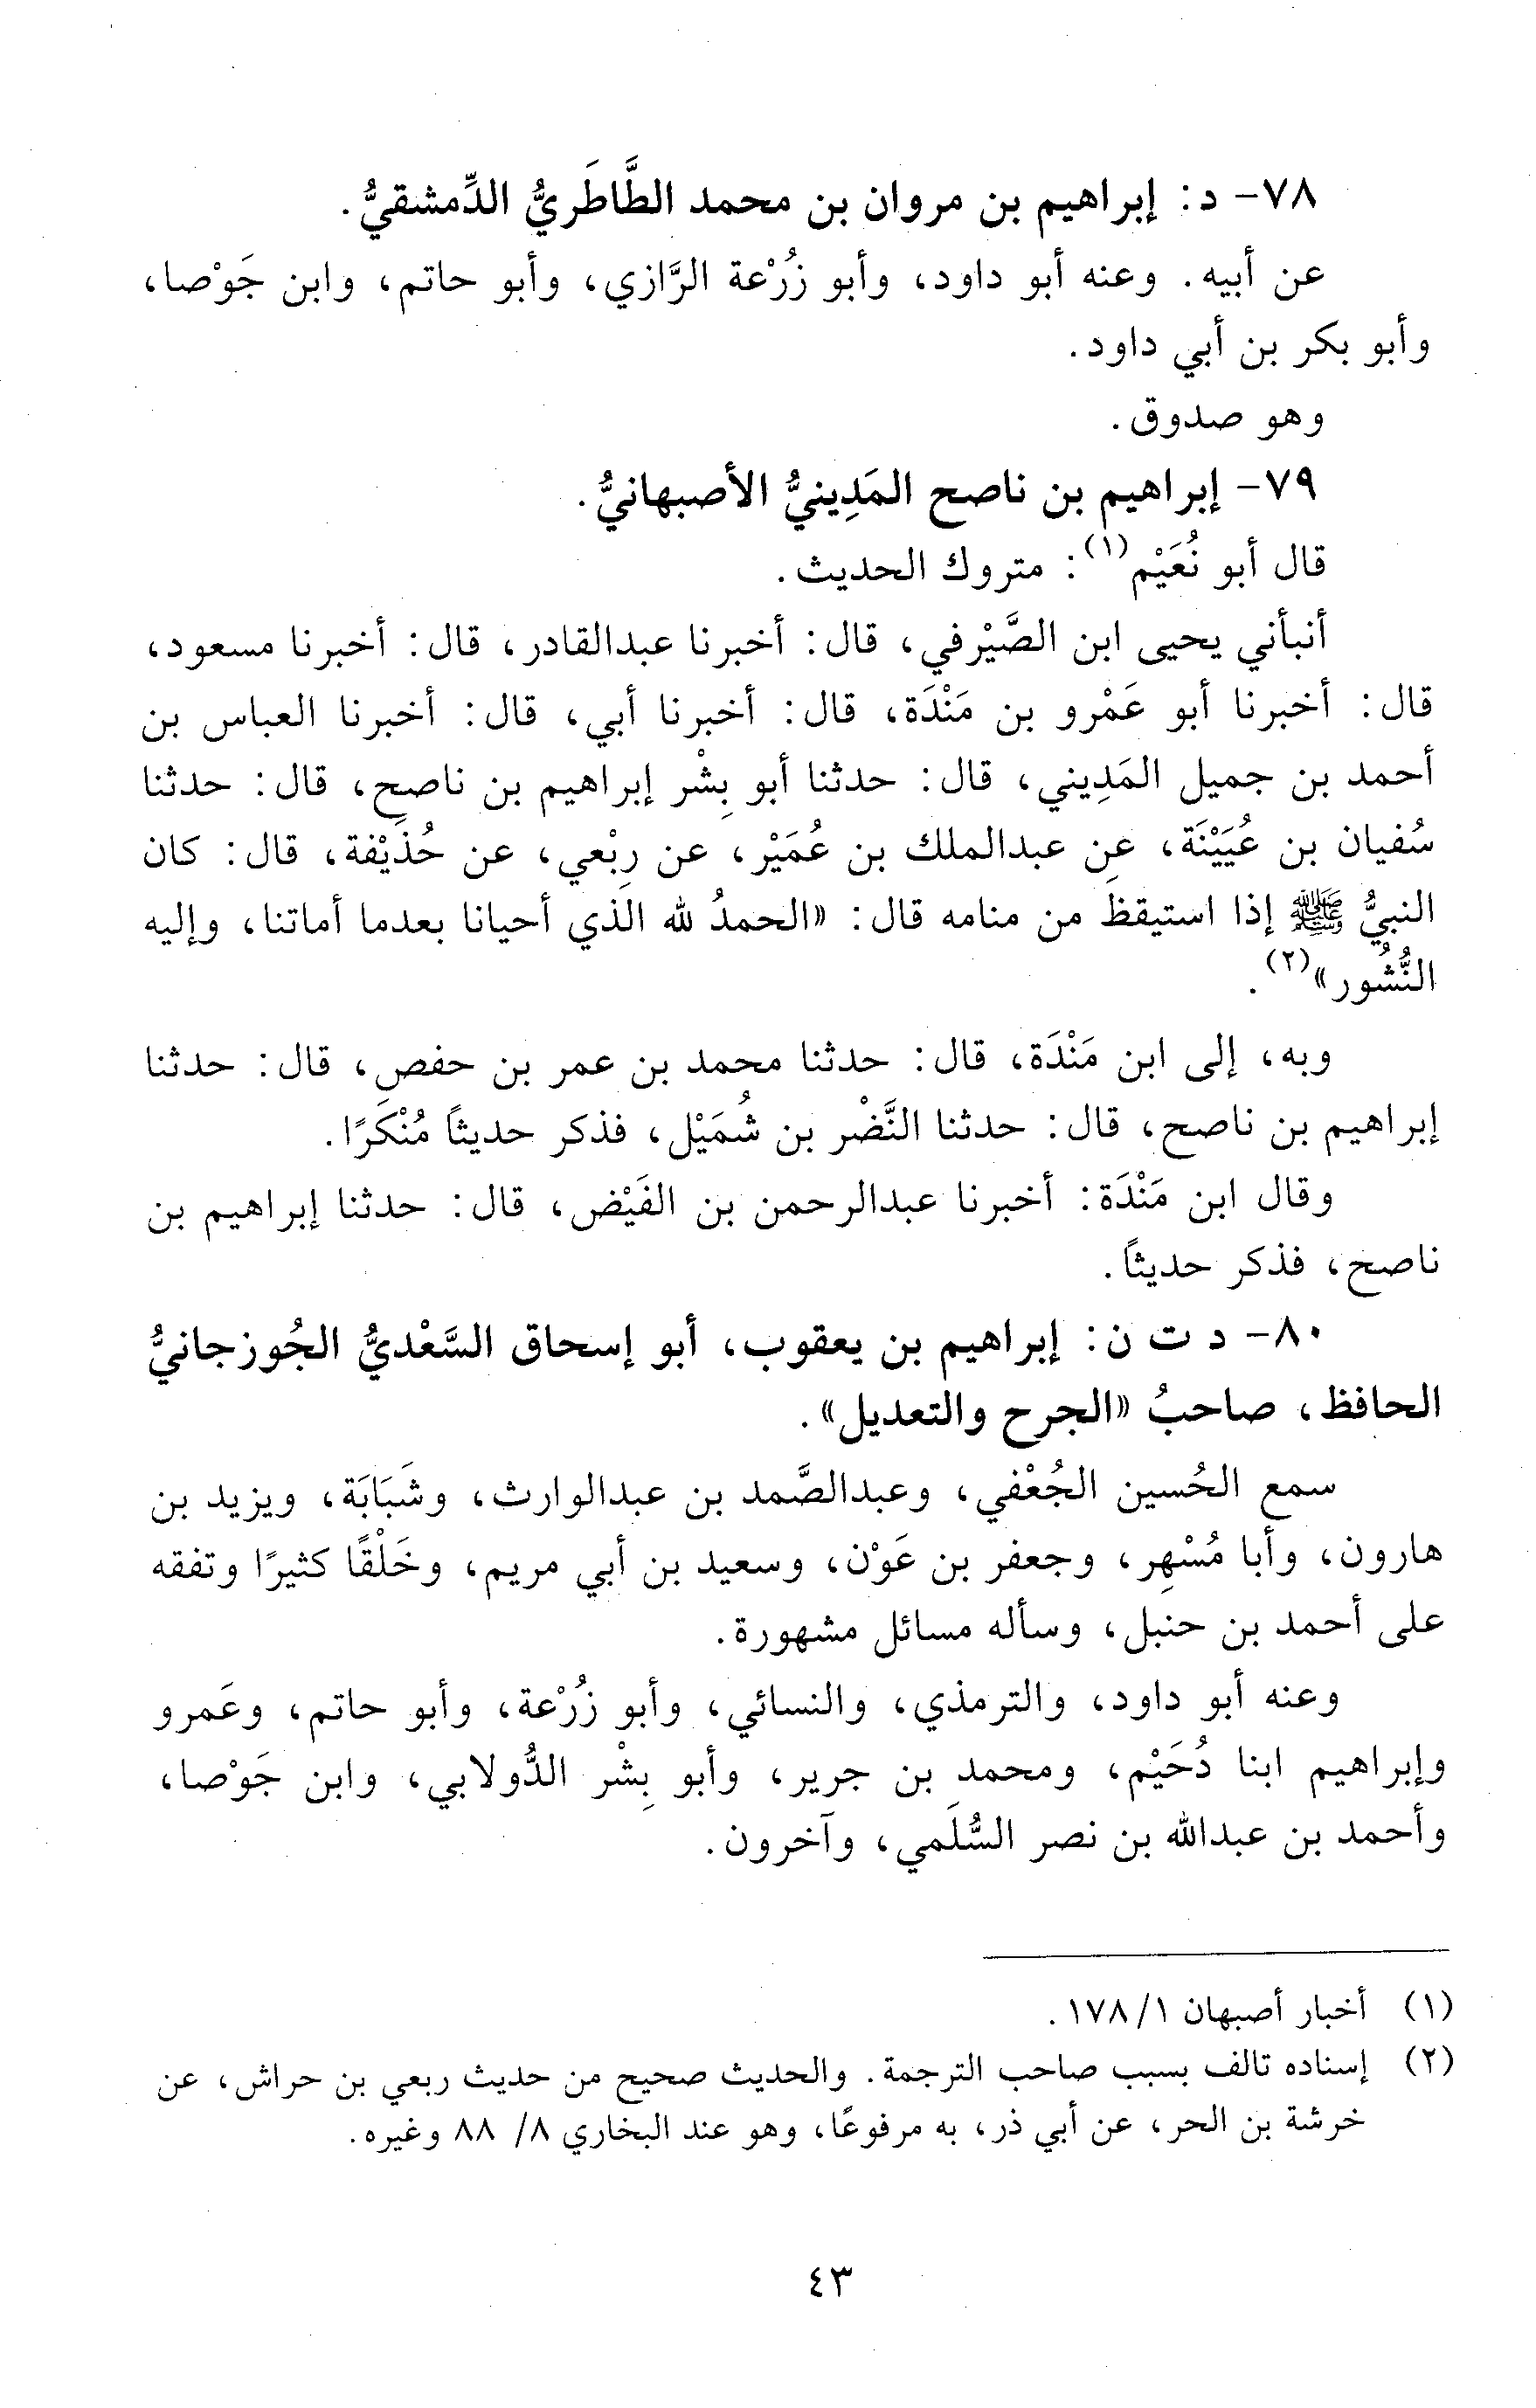 ٧٨- د: إبراهيم بن مروان بن محمد الطَّاطَريُّ الدِّمشقيُّ.
عن أبيه. وعنه أبو داود، وأبو زُرْعة الرَّازي، وأبو حاتم، وابن جَوْصا،
وأبو بكر بن أبي داود.
وهو صدوق.
٧٩- إبراهيم بن ناصح المَدِينيُّ الأصبهانيُّ.
قال أبو نُعَيْم(١): متروك الحديث.
أنبأني يحيى ابن الصَّيْرفي، قال: أخبرنا عبدالقادر، قال: أخبرنا مسعود،
قال: أخبرنا أبو عَمْرو بن مَنْدَة، قال: أخبرنا أبي، قال: أخبرنا العباس بن
أحمد بن جميل المَدِيني، قال: حدثنا أبو بِشْر إبراهيم بن ناصح، قال: حدثنا
سُفيان بن عُيَيْنَة، عن عبدالملك بن عُمَيْر، عن رِبْعي، عن حُذَيْفة، قال: كان
النبيُّ ﷺ إذا استيقظَ من منامه قال: «الحمدُ لله الذي أحيانا بعدما أماتنا، وإليه
النُّشُور»(٢).
وبه، إلى ابن مَنْدَة، قال: حدثنا محمد بن عمر بن حفص، قال: حدثنا
إبراهيم بن ناصح، قال: حدثنا النَّضْر بن شُمَيْل، فذكر حديثًا مُنْكَرًا.
وقال ابن مَنْدَة: أخبرنا عبدالرحمن بن الفَيْض، قال: حدثنا إبراهيم بن
ناصح، فذكر حديثًا.
٨٠- د ت ن: إبراهيم بن يعقوب، أبو إسحاق السَّعْديُّ الجُوزجانيُّ
الحافظ، صاحبُ «الجرح والتعديل».
سمع الحُسين الجُعْفي، وعبدالصَّمد بن عبدالوارث، وشَبَابَة، ويزيد بن
هارون، وأبا مُسْهِر، وجعفر بن عَوْن، وسعيد بن أبي مريم، وخَلْقًا كثيرًا وتفقه
على أحمد بن حنبل، وسأله مسائل مشهورة.
وعنه أبو داود، والترمذي، والنسائي، وأبو زُرْعة، وأبو حاتم، وعَمرو
وإبراهيم ابنا دُحَيْم، ومحمد بن جرير، وأبو بِشْر الدُّولابي، وابن جَوْصا،
وأحمد بن عبدالله بن نصر السُّلَمي، وآخرون.
(١) أخبار أصبهان ١/ ١٧٨.
(٢) إسناده تالف بسبب صاحب الترجمة. والحديث صحيح من حديث ربعي بن حراش، عن
خرشة بن الحر، عن أبي ذر، به مرفوعًا، وهو عند البخاري ٨/ ٨٨ وغيره.
٤٣